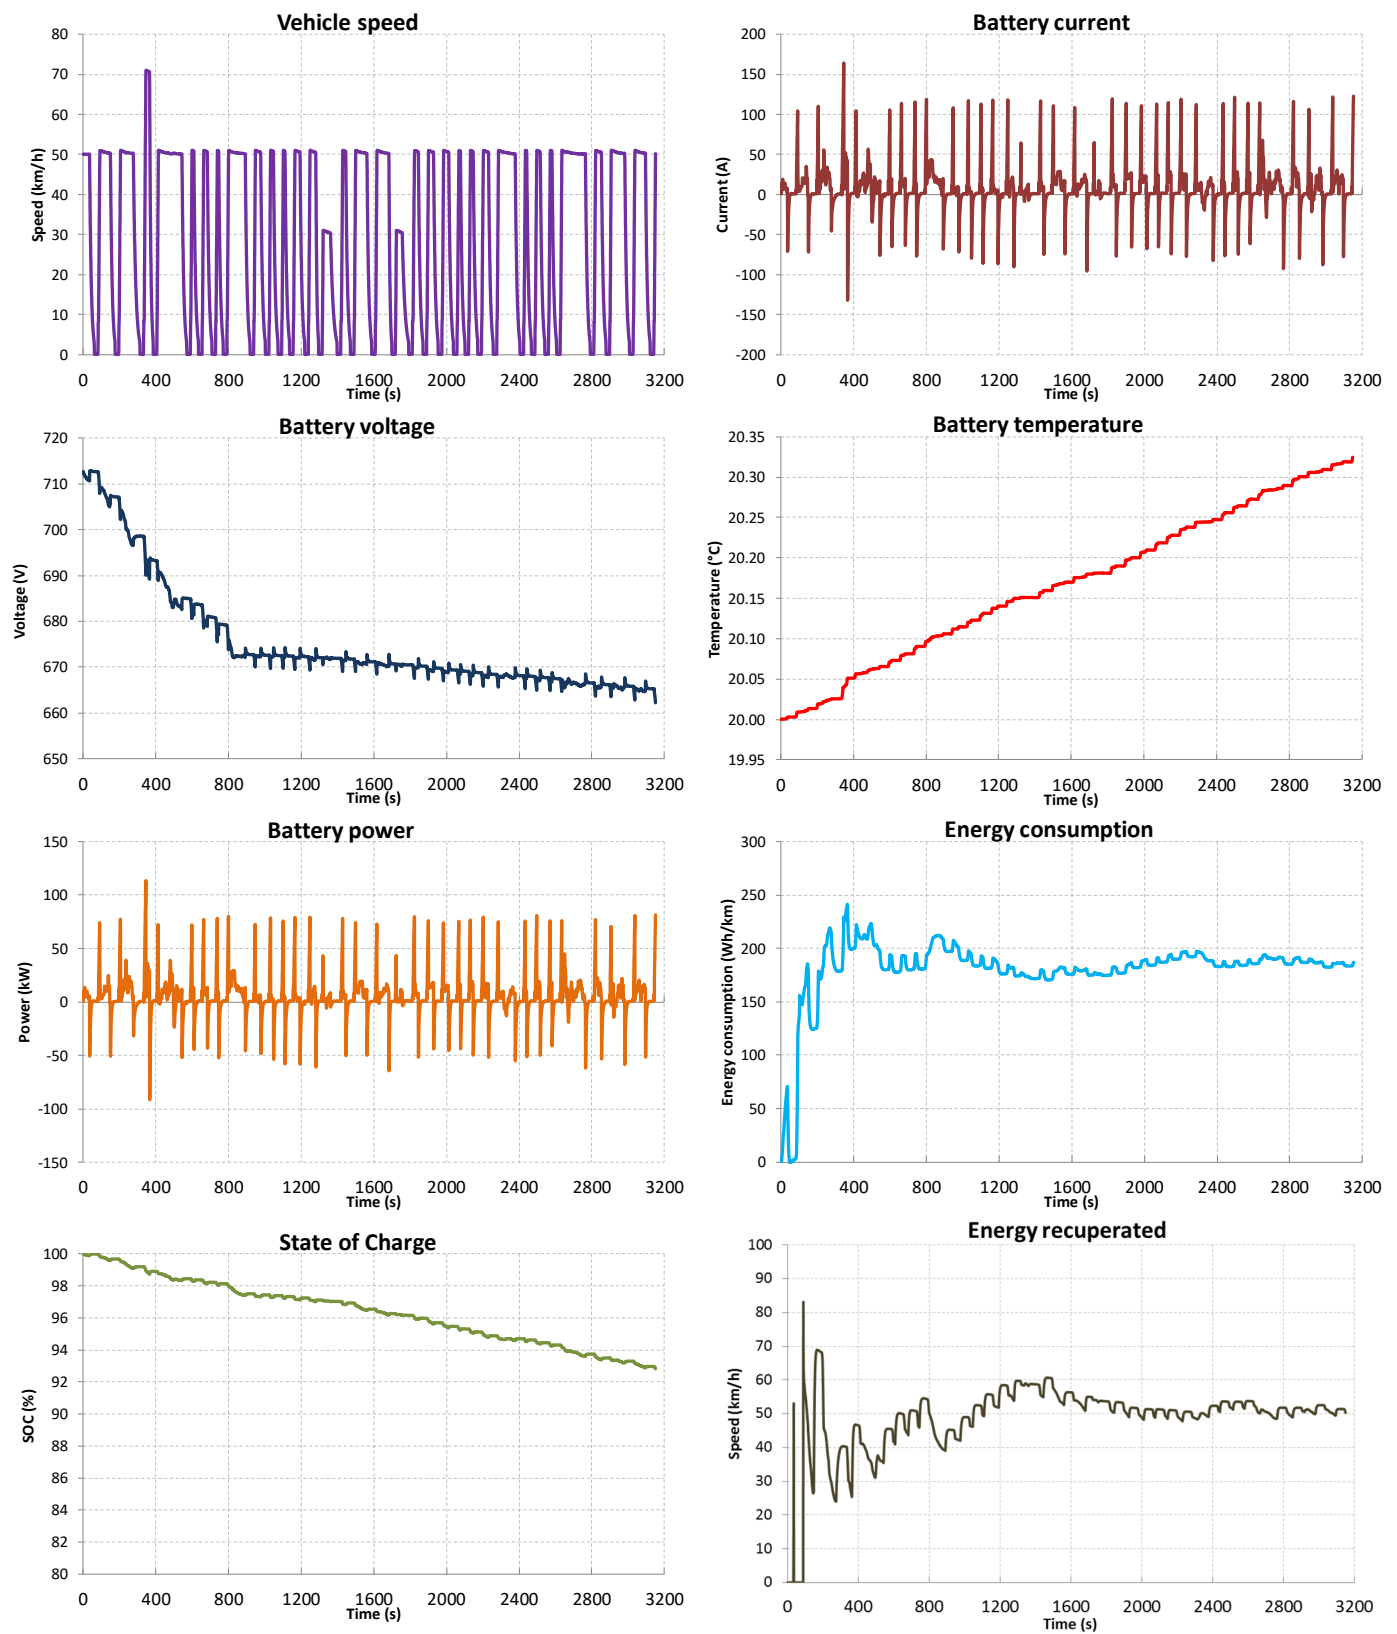 Vehicle speed
80
70
60
50
40
30
20
10
0
Speed (km/h)
0 400 800 1200 1600 2000 2400 2800 3200
Time (s)
Battery current
200
150
100
50
0
-50
-100
-150
-200
Current (A)
0 400 800 1200 1600 2000 2400 2800 3200
Time (s)
Battery voltage
720
710
700
690
680
670
660
650
Voltage (V)
0 400 800 1200 1600 2000 2400 2800 3200
Time (s)
Battery temperature
20.35
20.30
20.25
20.20
20.15
20.10
20.05
20.00
19.95
Temperature (°C)
0 400 800 1200 1600 2000 2400 2800 3200
Time (s)
Battery power
150
100
50
0
-50
-100
-150
Power (kW)
0 400 800 1200 1600 2000 2400 2800 3200
Time (s)
Energy consumption
300
250
200
150
100
50
0
Energy consumption (Wh/km)
0 400 800 1200 1600 2000 2400 2800 3200
Time (s)
State of Charge
100
98
96
94
92
90
88
86
84
82
80
SOC (%)
0 400 800 1200 1600 2000 2400 2800 3200
Time (s)
Energy recuperated
100
90
80
70
60
50
40
30
20
10
0
Speed (km/h)
0 400 800 1200 1600 2000 2400 2800 3200
Time (s)